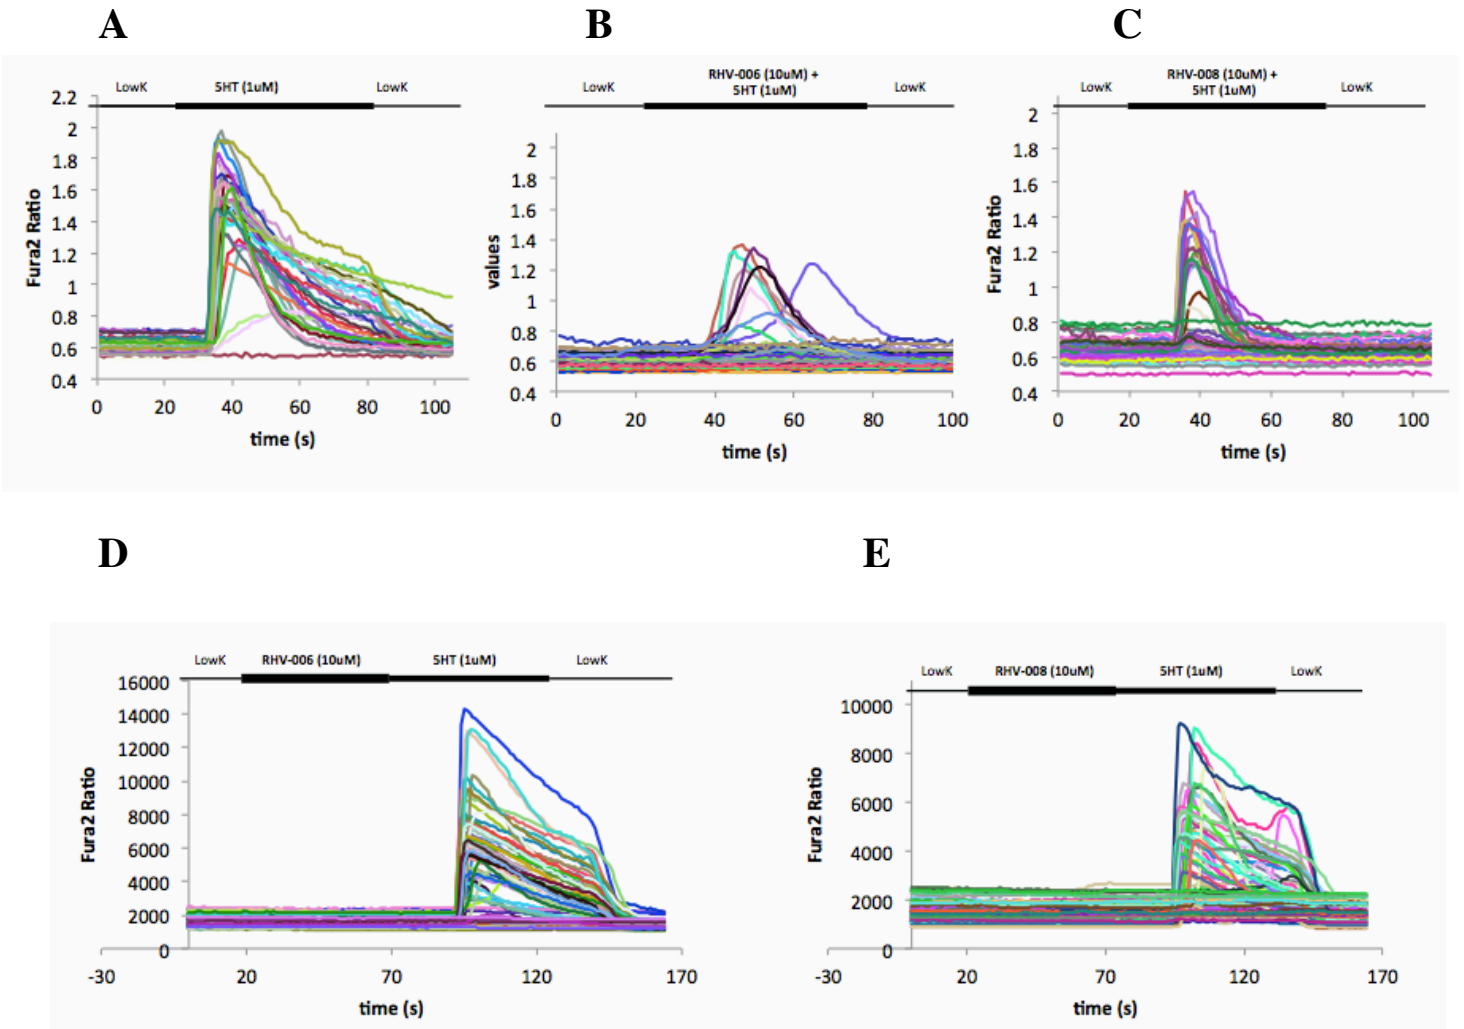 A B C
LowK 5HT (1uM) LowK
2.2
2
1.8
1.6
1.4
1.2
1
0.8
0.6
0.4
Fura2 Ratio
0 20 40 60 80 100
time (s)
LowK RHV-006 (10uM) + LowK
5HT (1uM)
2
1.8
1.6
1.4
1.2
1
0.8
0.6
0.4
values
0 20 40 60 80 100
time (s)
LowK RHV-008 (10uM) + LowK
5HT (1uM)
2
1.8
1.6
1.4
1.2
1
0.8
0.6
0.4
Fura2 Ratio
0 20 40 60 80 100
time (s)
D E
LowK RHV-006 (10uM) 5HT (1uM) LowK
16000
14000
12000
10000
8000
6000
4000
2000
0
Fura2 Ratio
-30 20 70 120 170
time (s)
LowK RHV-008 (10uM) 5HT (1uM) LowK
10000
8000
6000
4000
2000
0
Fura2 Ratio
-30 20 70 120 170
time (s)